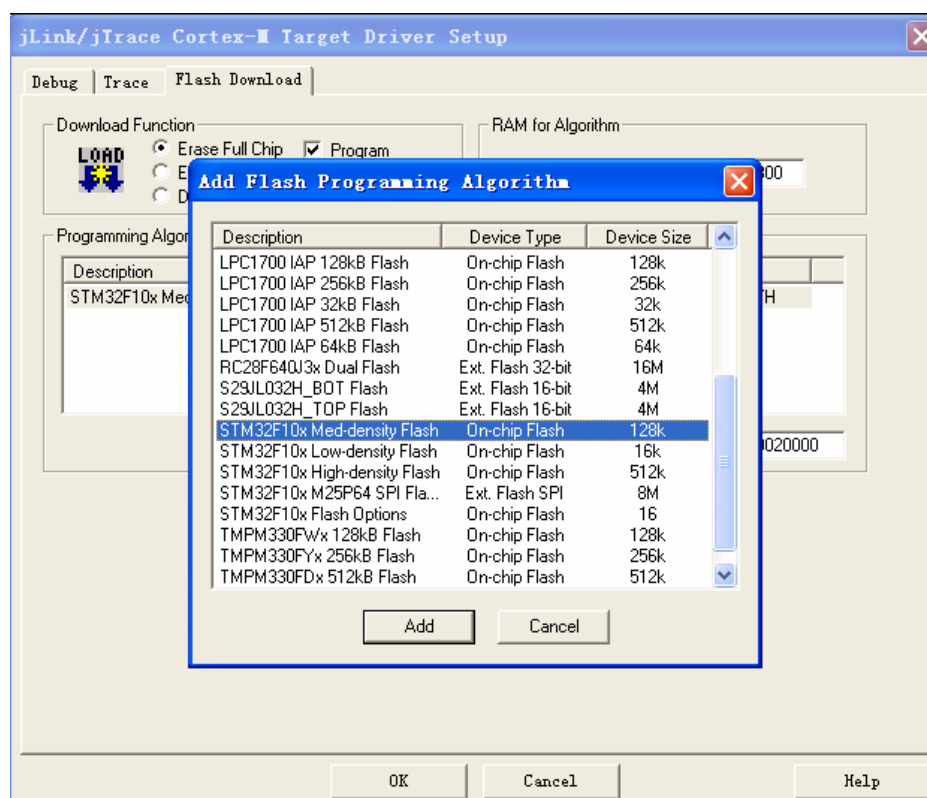 jLink/jTrace Cortex-M Target Driver Setup
Debug Trace Flash Download
Download Function
RAM for Algorithm
LOAD
Erase Full Chip
Program
E
D
00
Add Flash Programming Algorithm
Programming Algor
Description
STM32F10x Med
TH
020000
Description Device Type Device Size
LPC1700 IAP 128kB Flash On-chip Flash 128k
LPC1700 IAP 256kB Flash On-chip Flash 256k
LPC1700 IAP 32kB Flash On-chip Flash 32k
LPC1700 IAP 512kB Flash On-chip Flash 512k
LPC1700 IAP 64kB Flash On-chip Flash 64k
RC28F640J3x Dual Flash Ext. Flash 32-bit 16M
S29JL032H_BOT Flash Ext. Flash 16-bit 4M
S29JL032H_TOP Flash Ext. Flash 16-bit 4M
STM32F10x Med-density Flash On-chip Flash 128k
STM32F10x Low-density Flash On-chip Flash 16k
STM32F10x High-density Flash On-chip Flash 512k
STM32F10x M25P64 SPI Fla... Ext. Flash SPI 8M
STM32F10x Flash Options On-chip Flash 16
TMPM330FWx 128kB Flash On-chip Flash 128k
TMPM330FYx 256kB Flash On-chip Flash 256k
TMPM330FDx 512kB Flash On-chip Flash 512k
Add Cancel
OK Cancel Help